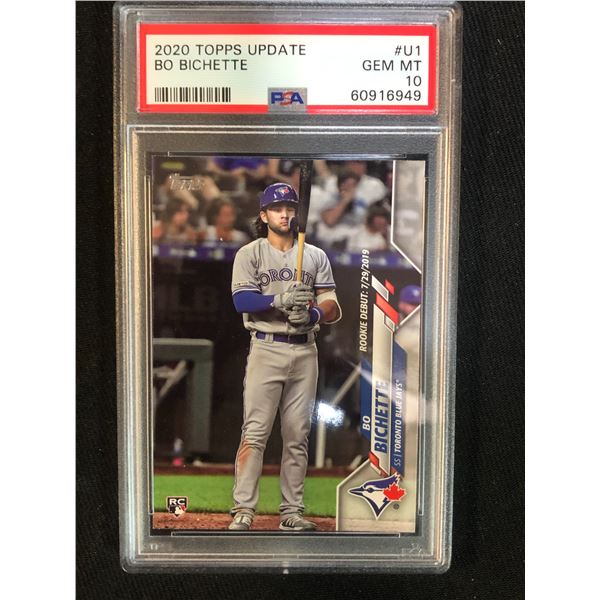 2020 TOPPS UPDATE #U1
BO BICHETTE GEM MT
10
PSA 60916949
Topps
TORONTO
ROOKIE DEBUT: 7/29/2019
BO
BICHETTE
SS | TORONTO BLUE JAYS®
RC